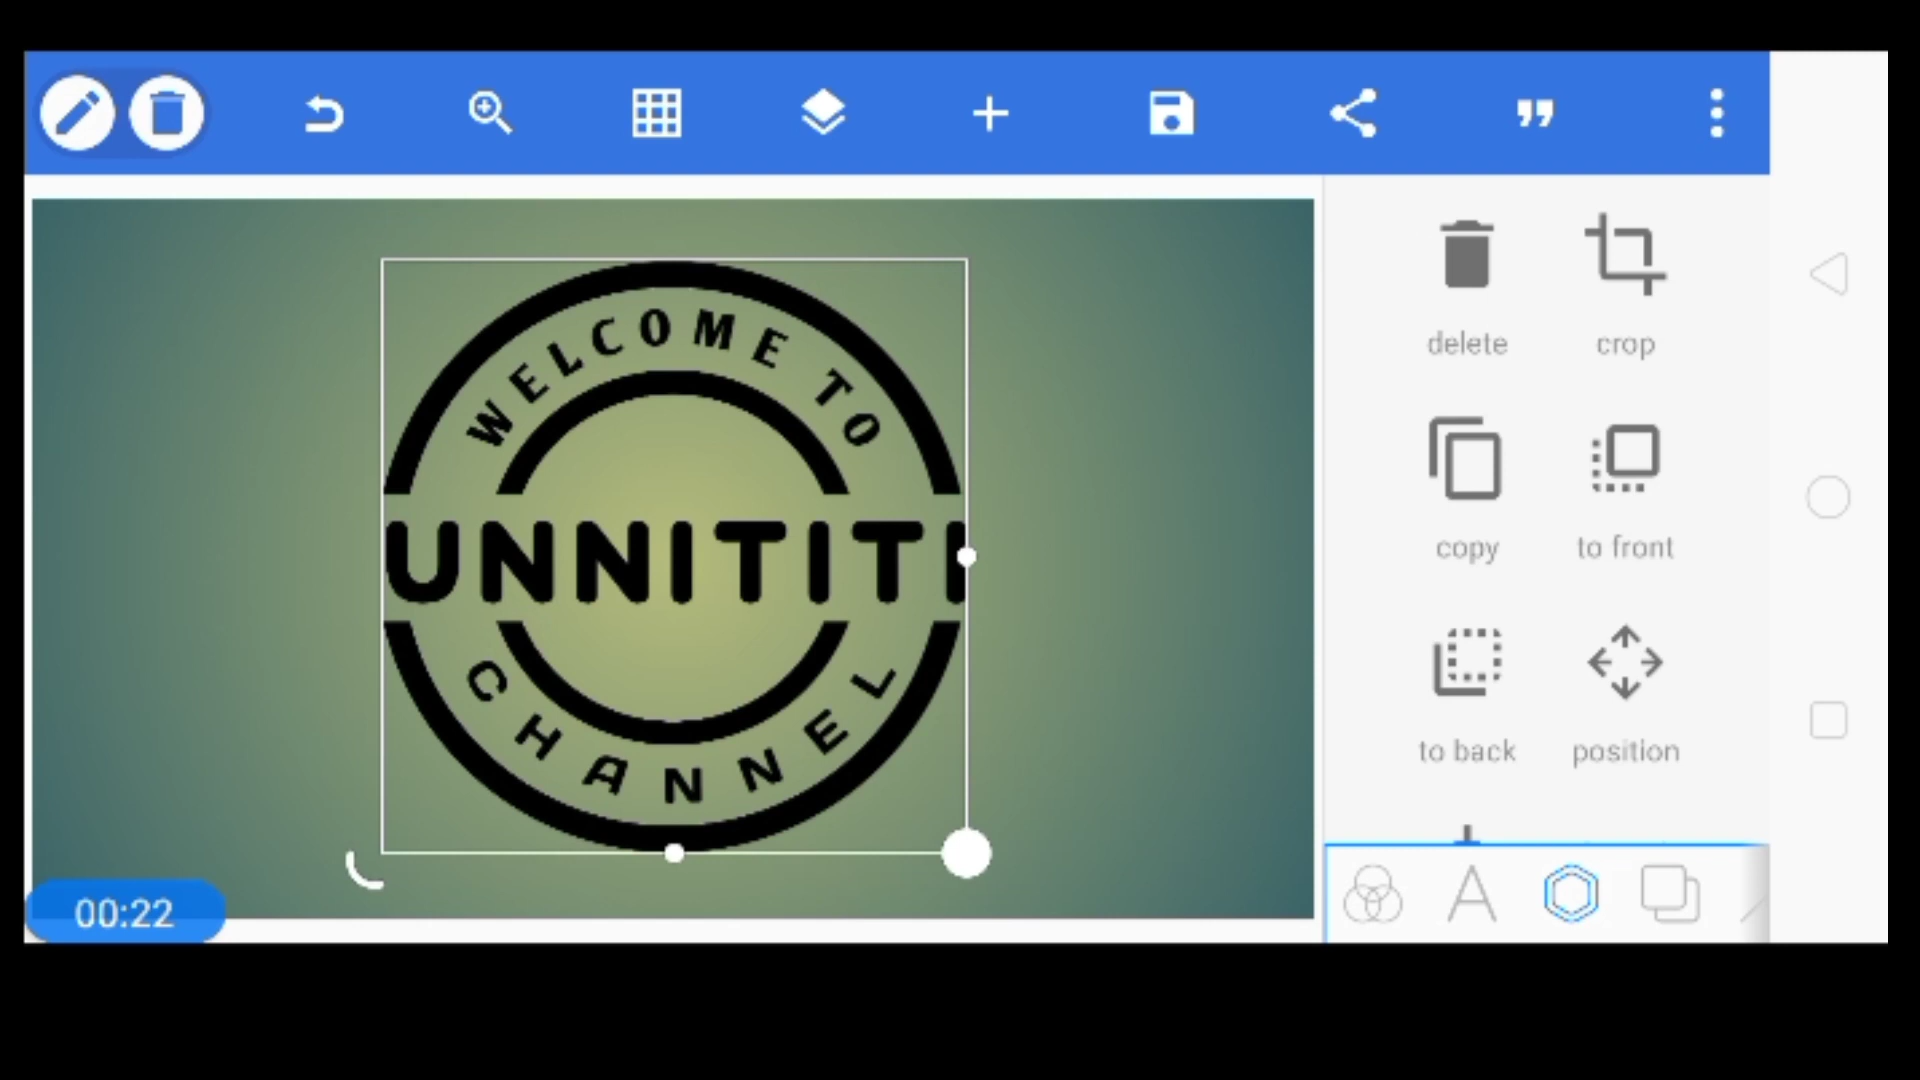 WELCOME TO
UNNITITI
CHANNEL
delete
crop
copy
to front
to back
position
00:22